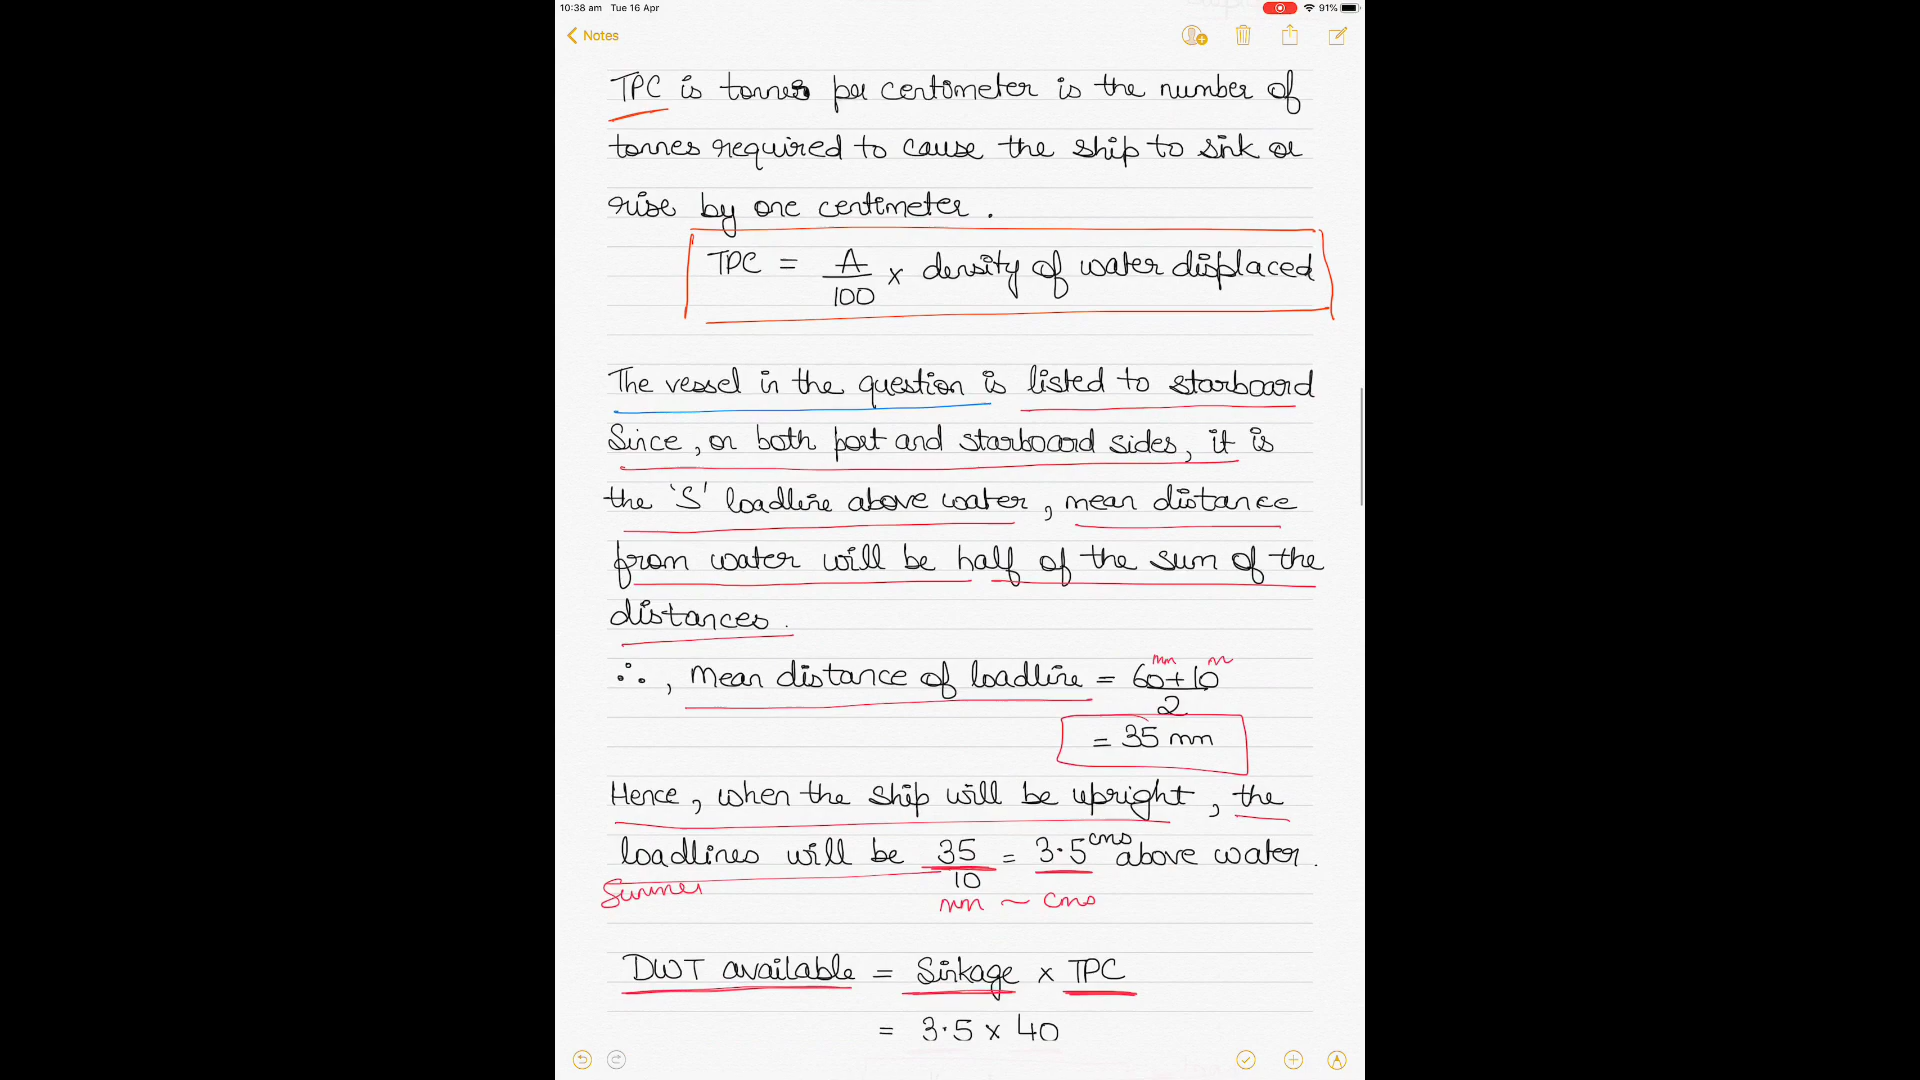 10:38 am Tue 16 Apr
91%
Notes
TPC is tonnes per centimeter is the number of
tonnes required to cause the ship to sink or
rise by one centimeter.
TPC = A/100 x density of water displaced
The vessel in the question is listed to starboard
Since, on both port and starboard sides, it is
the 'S' loadline above water, mean distance
from water will be half of the sum of the
distances.
∴, Mean distance of loadline = 60 mm + 10 m / 2
= 35 mm
Hence, when the ship will be upright, the
loadlines will be 35/10 = 3.5 cms above water.
Summer
mm ~ cms
DWT available = Sinkage x TPC
= 3.5 x 40